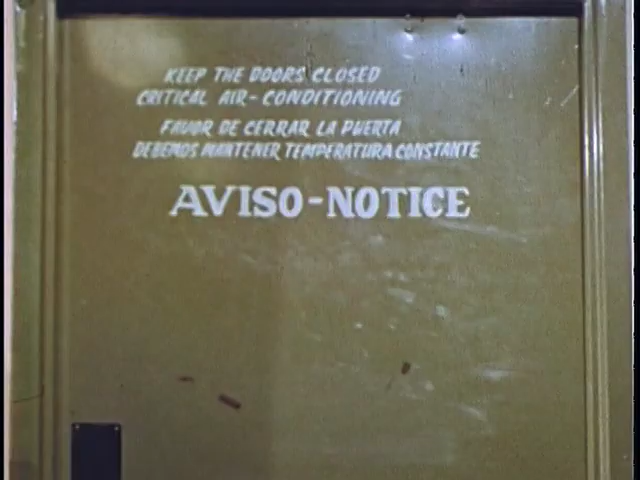 KEEP THE DOORS CLOSED
CRITICAL AIR-CONDITIONING
FAVOR DE CERRAR LA PUERTA
DEBEMOS MANTENER TEMPERATURA CONSTANTE
AVISO-NOTICE